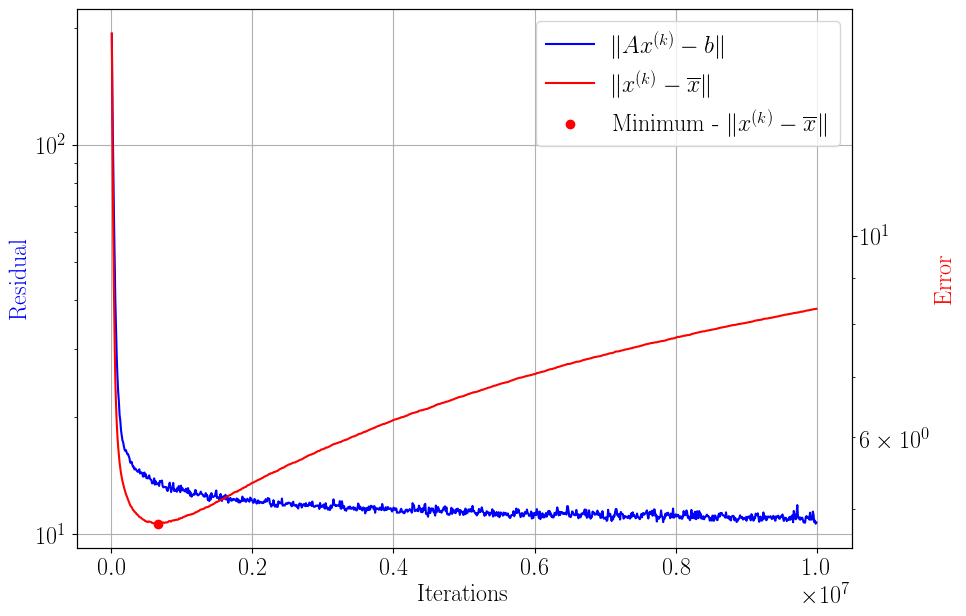 ‖Ax^{(k)} − b‖
‖x^{(k)} − x̅‖
Minimum - ‖x^{(k)} − x̅‖
10^2
10^1
Residual
10^1
6 × 10^0
Error
0.0 0.2 0.4 0.6 0.8 1.0
Iterations
×10^7